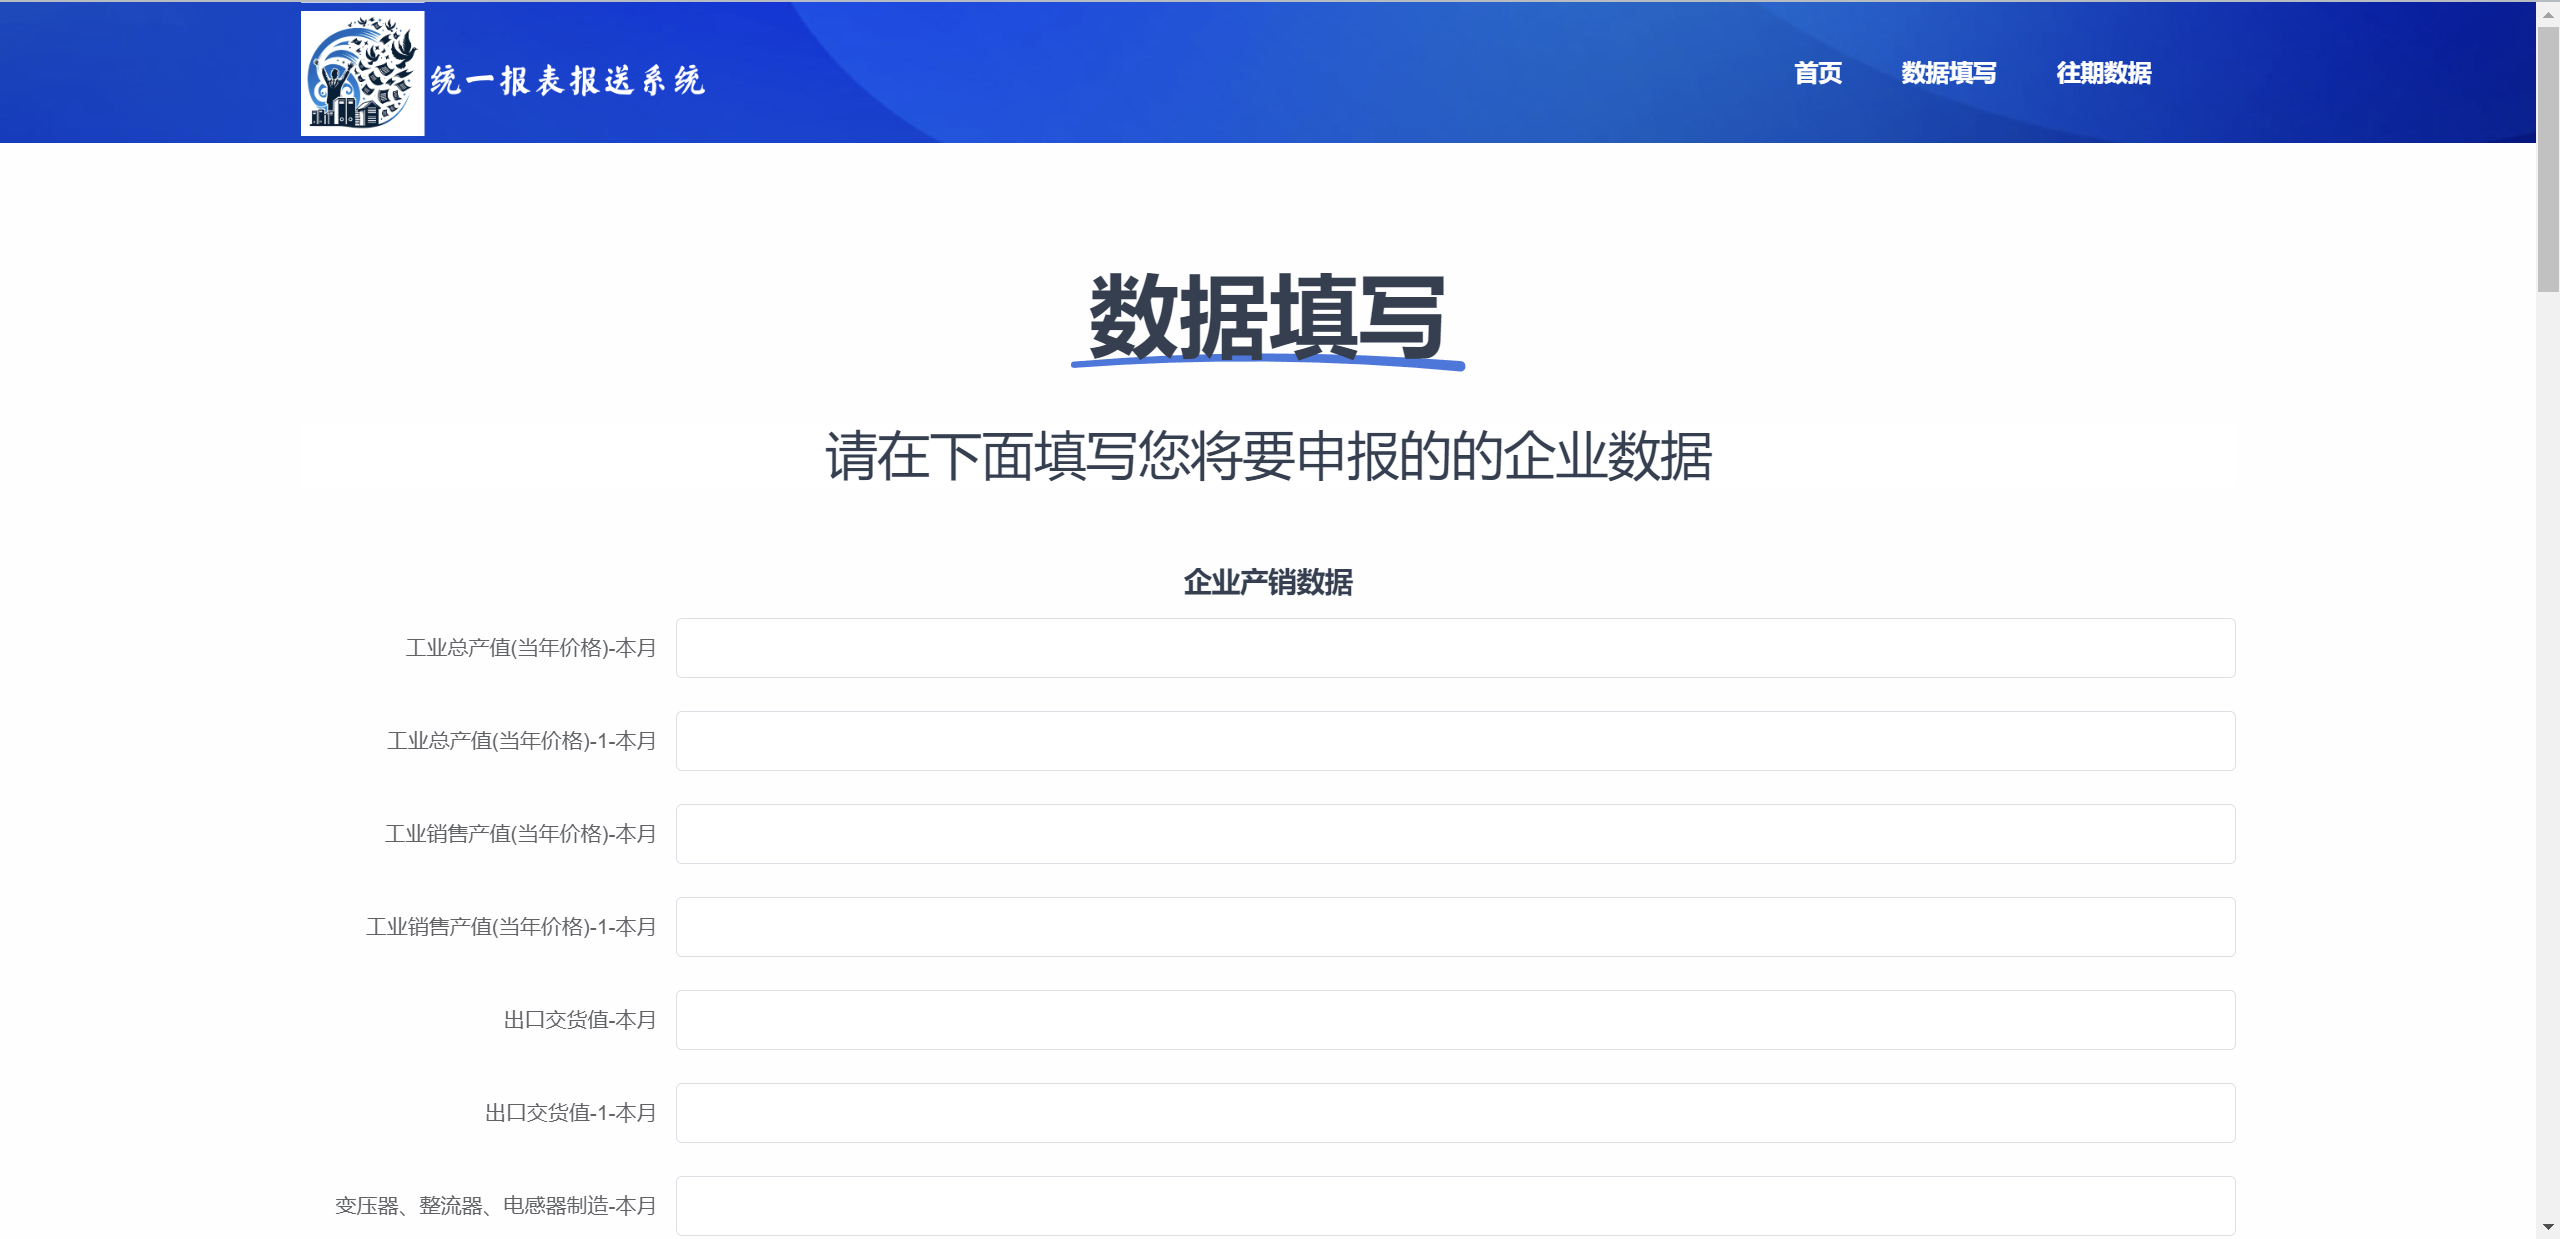 统一报表报送系统
首页 数据填写 往期数据
数据填写
请在下面填写您将要申报的的企业数据
企业产销数据
工业总产值(当年价格)-本月
工业总产值(当年价格)-1-本月
工业销售产值(当年价格)-本月
工业销售产值(当年价格)-1-本月
出口交货值-本月
出口交货值-1-本月
变压器、整流器、电感器制造-本月